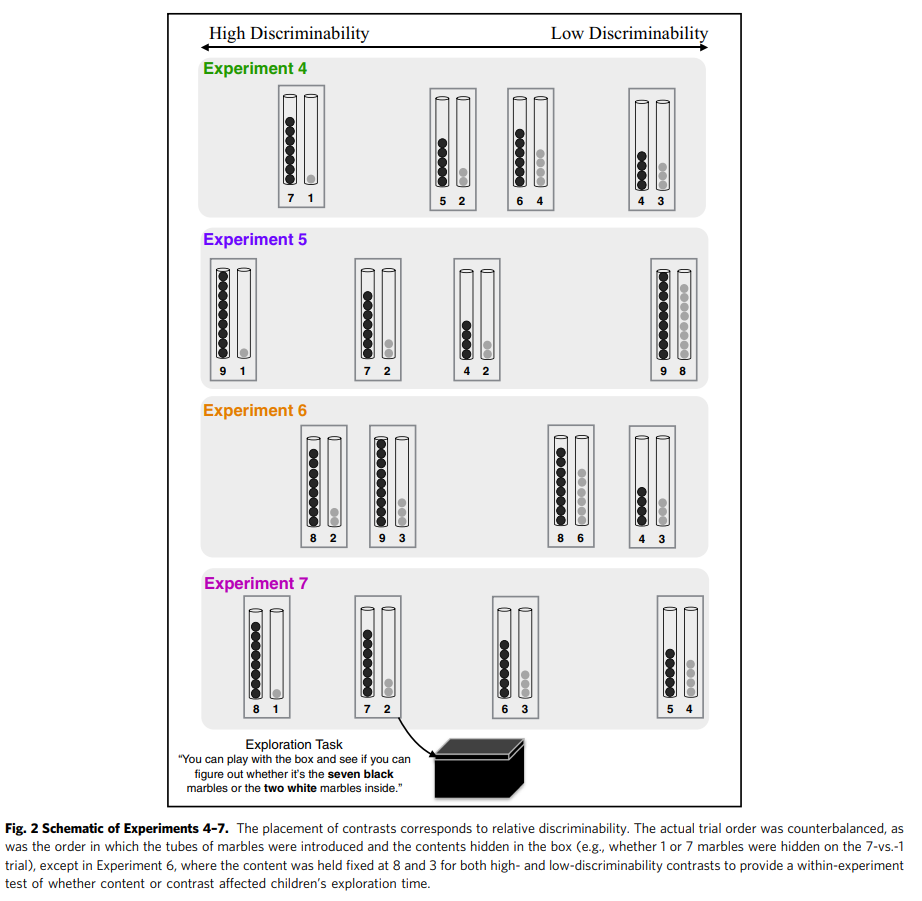 High Discriminability Low Discriminability
Experiment 4
7 1 5 2 6 4 4 3
Experiment 5
9 1 7 2 4 2 9 8
Experiment 6
8 2 9 3 8 6 4 3
Experiment 7
8 1 7 2 6 3 5 4
Exploration Task
“You can play with the box and see if you can
figure out whether it’s the seven black
marbles or the two white marbles inside.”
Fig. 2 Schematic of Experiments 4–7. The placement of contrasts corresponds to relative discriminability. The actual trial order was counterbalanced, as
was the order in which the tubes of marbles were introduced and the contents hidden in the box (e.g., whether 1 or 7 marbles were hidden on the 7-vs.-1
trial), except in Experiment 6, where the content was held fixed at 8 and 3 for both high- and low-discriminability contrasts to provide a within-experiment
test of whether content or contrast affected children’s exploration time.